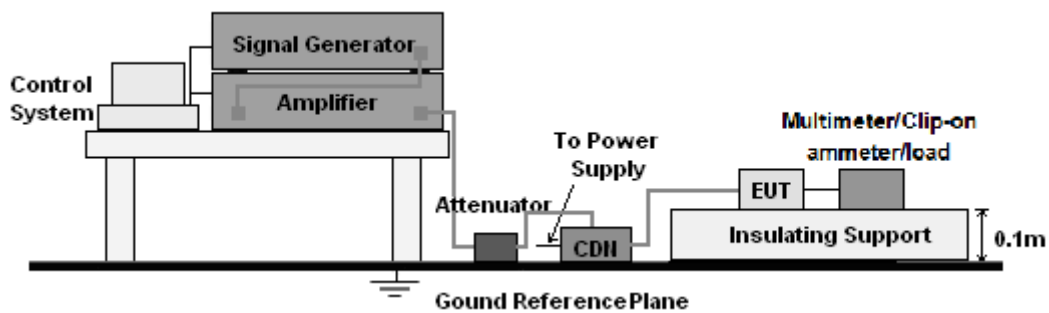 Signal Generator
Control
System
Amplifier
Multimeter/Clip-on
ammeter/load
To Power
Supply
Attenuator
EUT
CDN
Insulating Support
0.1m
Gound Reference Plane